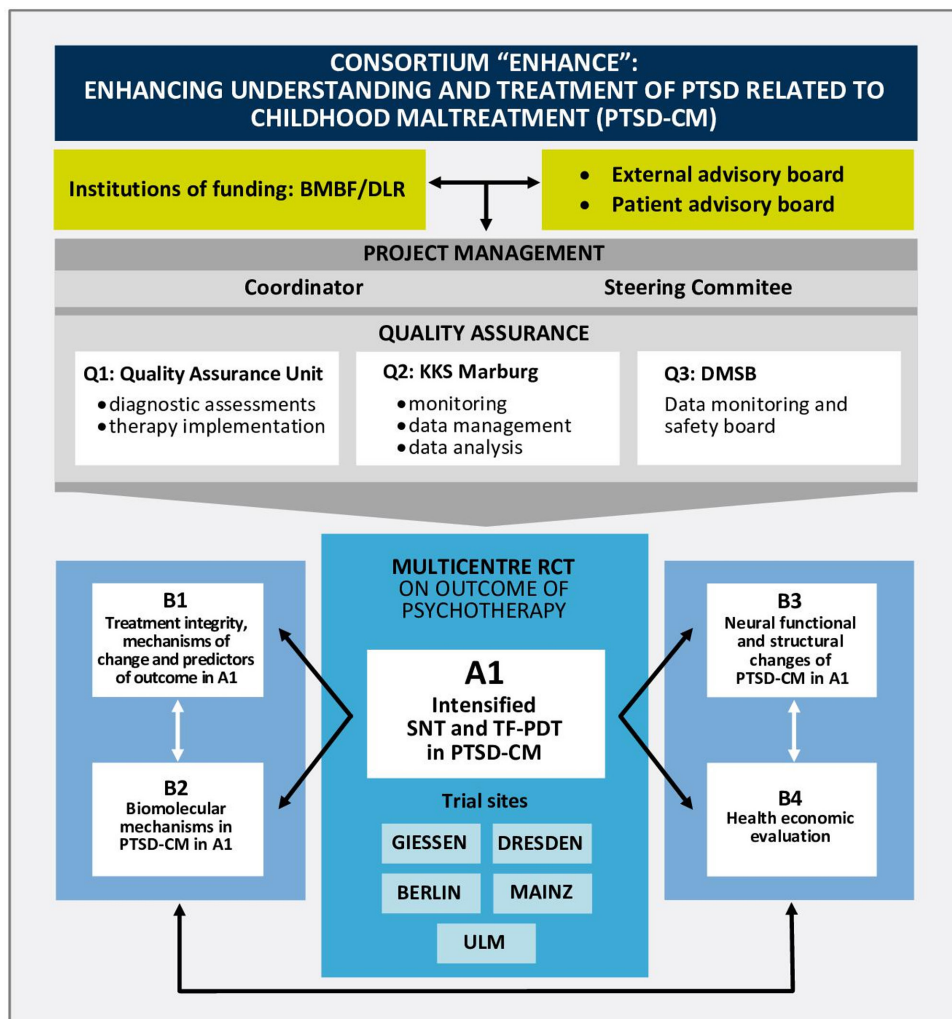 CONSORTIUM “ENHANCE”:
ENHANCING UNDERSTANDING AND TREATMENT OF PTSD RELATED TO
CHILDHOOD MALTREATMENT (PTSD-CM)
Institutions of funding: BMBF/DLR
• External advisory board
• Patient advisory board
PROJECT MANAGEMENT
Coordinator
Steering Commitee
QUALITY ASSURANCE
Q1: Quality Assurance Unit
• diagnostic assessments
• therapy implementation
Q2: KKS Marburg
• monitoring
• data management
• data analysis
Q3: DMSB
Data monitoring and
safety board
MULTICENTRE RCT
ON OUTCOME OF
PSYCHOTHERAPY
B1
Treatment integrity,
mechanisms of
change and predictors
of outcome in A1
B2
Biomolecular
mechanisms in
PTSD-CM in A1
A1
Intensified
SNT and TF-PDT
in PTSD-CM
Trial sites
GIESSEN
DRESDEN
BERLIN
MAINZ
ULM
B3
Neural functional
and structural
changes of
PTSD-CM in A1
B4
Health economic
evaluation